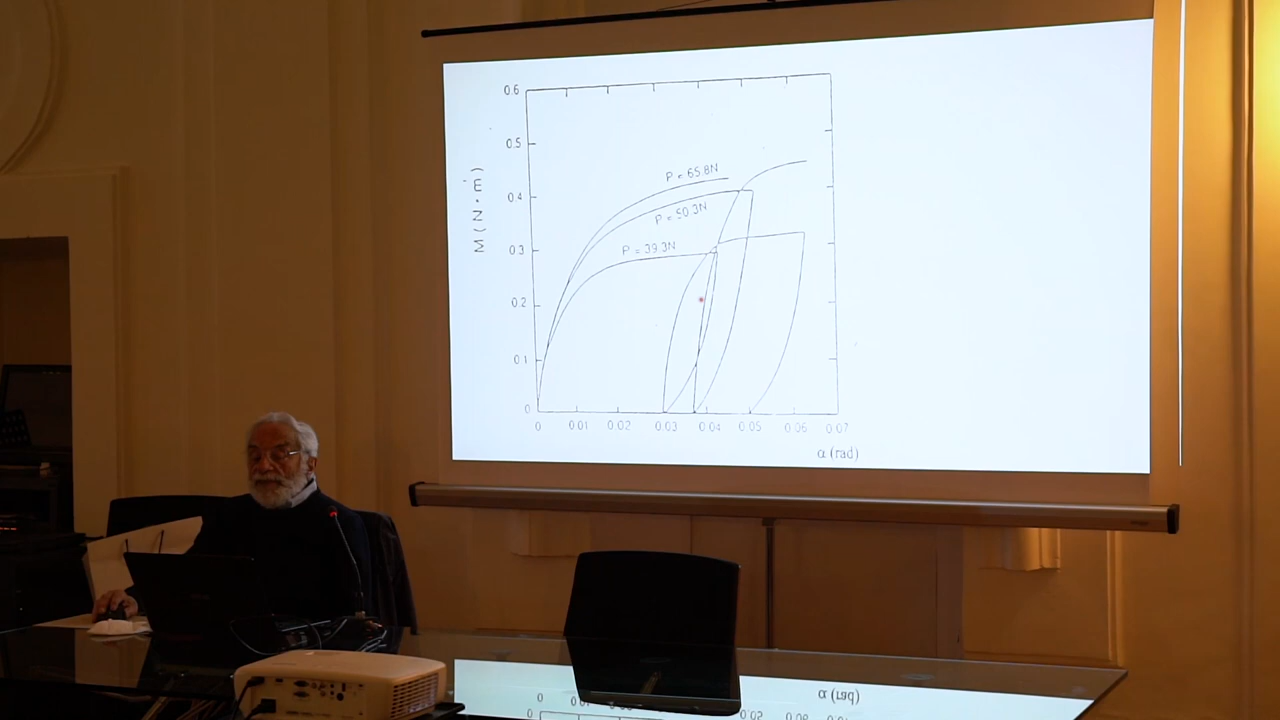 0.6
0.5
P = 65.8N
0.4
P = 50.3N
M ( N · m )
0.3
P = 39.3N
0.2
0.1
0
0 0.01 0.02 0.03 0.04 0.05 0.06 0.07
α (rad)